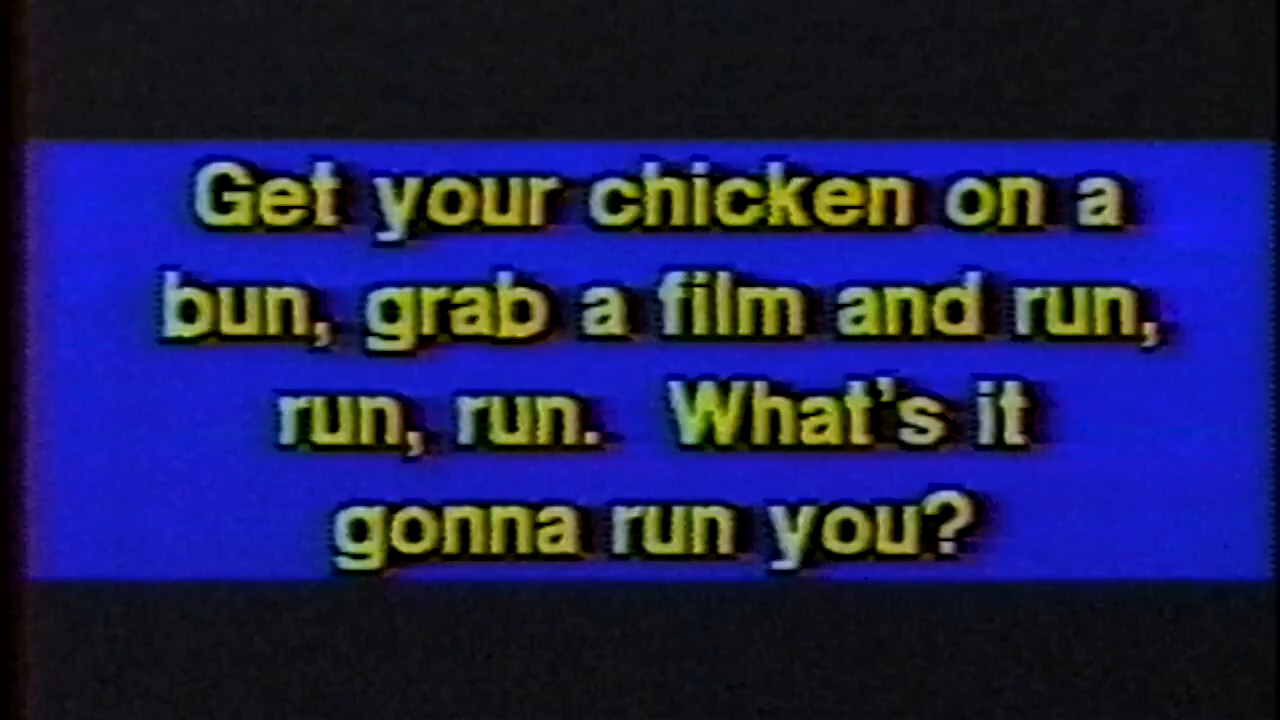 Get your chicken on a
bun, grab a film and run,
run, run. What's it
gonna run you?